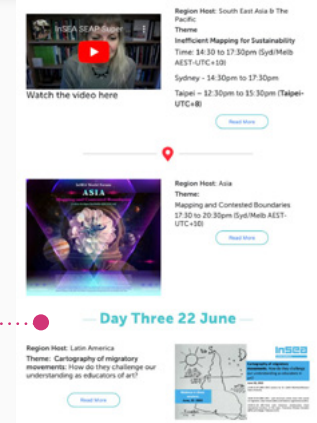 InSEA SEAP Super
Watch the video here
Region Host: South East Asia & The
Pacific
Theme
Inefficient Mapping for Sustainability
Time: 14:30 to 17:30pm (Syd/Melb
AEST-UTC+10)
Sydney - 14:30pm to 17:30pm
Taipei – 12:30pm to 15:30pm (Taipei-
UTC+8)
Read More
ASIA
Mapping and Contested Boundaries
Region Host: Asia
Theme:
Mapping and Contested Boundaries
17:30 to 20:30pm (Syd/Melb AEST-
UTC+10)
Read More
Day Three 22 June
Region Host: Latin America
Theme: Cartography of migratory
movements: How do they challenge our
understanding as educators of art?
Read More
InSEA
Cartography of migratory
movements: How do they challenge
our understanding as educators of
art?